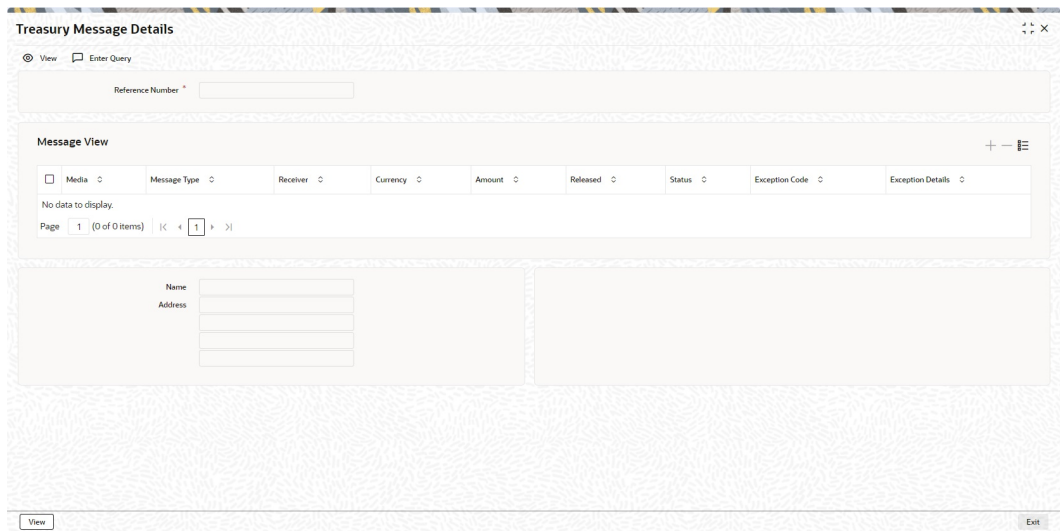 Treasury Message Details
View Enter Query
Reference Number *
Message View
Media Message Type Receiver Currency Amount Released Status Exception Code Exception Details
No data to display.
Page 1 (0 of 0 items) 1
Name
Address
View Exit